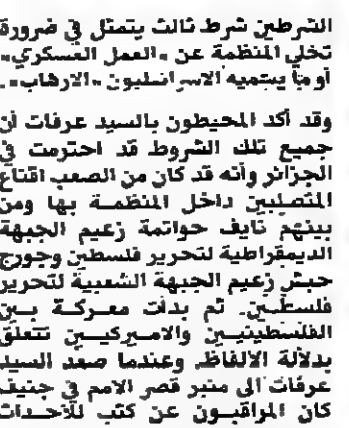 الشرطين شرط ثالث يتمثل في ضرورة
تخلي المنظمة عن «العمل العسكري»
أو ما يسميه الاسرائيليون «الارهاب».
وقد أكد المحيطون بالسيد عرفات أن
جميع تلك الشروط قد احترمت في
الجزائر وأنه قد كان من الصعب اقناع
المتصلبين داخل المنظمة بها ومن
بينهم نايف حواتمة زعيم الجبهة
الديمقراطية لتحرير فلسطين وجورج
حبش زعيم الجبهة الشعبية لتحرير
فلسطين. ثم بدأت معركة بين
الفلسطينيين والاميركيين تتعلق
بدلالة الالفاظ. وعندما صعد السيد
عرفات الى منبر قصر الامم في جنيف
كان المراقبون عن كثب للأحداث